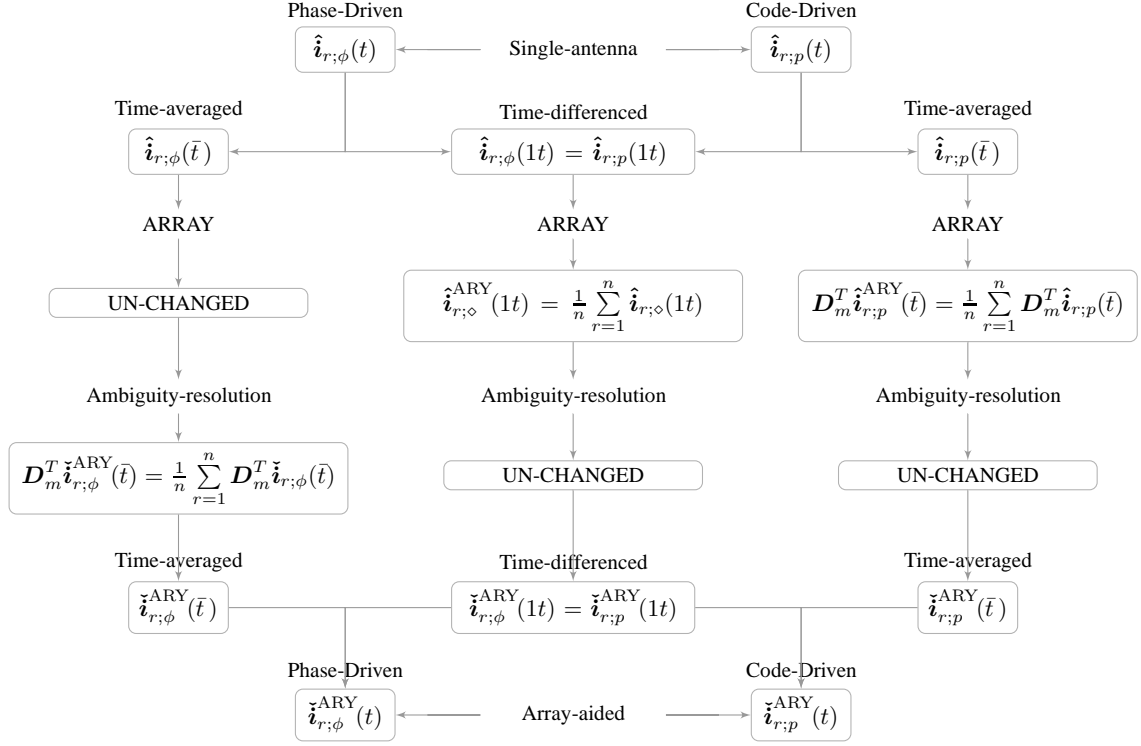 Phase-Driven Code-Driven
$\hat{\boldsymbol{i}}_{r;\phi}(t)$ Single-antenna $\hat{\boldsymbol{i}}_{r;p}(t)$
Time-averaged Time-differenced Time-averaged
$\hat{\boldsymbol{i}}_{r;\phi}(\bar{t})$ $\hat{\boldsymbol{i}}_{r;\phi}(1t) = \hat{\boldsymbol{i}}_{r;p}(1t)$ $\hat{\boldsymbol{i}}_{r;p}(\bar{t})$
ARRAY ARRAY ARRAY
UN-CHANGED $\hat{\boldsymbol{i}}_{r;\diamond}^{\mathrm{ARY}}(1t) = \frac{1}{n}\sum_{r=1}^{n}\hat{\boldsymbol{i}}_{r;\diamond}(1t)$ $\boldsymbol{D}_m^T\hat{\boldsymbol{i}}_{r;p}^{\mathrm{ARY}}(\bar{t}) = \frac{1}{n}\sum_{r=1}^{n}\boldsymbol{D}_m^T\hat{\boldsymbol{i}}_{r;p}(\bar{t})$
Ambiguity-resolution Ambiguity-resolution Ambiguity-resolution
$\boldsymbol{D}_m^T\check{\boldsymbol{i}}_{r;\phi}^{\mathrm{ARY}}(\bar{t}) = \frac{1}{n}\sum_{r=1}^{n}\boldsymbol{D}_m^T\check{\boldsymbol{i}}_{r;\phi}(\bar{t})$ UN-CHANGED UN-CHANGED
Time-averaged Time-differenced Time-averaged
$\check{\boldsymbol{i}}_{r;\phi}^{\mathrm{ARY}}(\bar{t})$ $\check{\boldsymbol{i}}_{r;\phi}^{\mathrm{ARY}}(1t) = \check{\boldsymbol{i}}_{r;p}^{\mathrm{ARY}}(1t)$ $\check{\boldsymbol{i}}_{r;p}^{\mathrm{ARY}}(\bar{t})$
Phase-Driven Code-Driven
$\check{\boldsymbol{i}}_{r;\phi}^{\mathrm{ARY}}(t)$ Array-aided $\check{\boldsymbol{i}}_{r;p}^{\mathrm{ARY}}(t)$